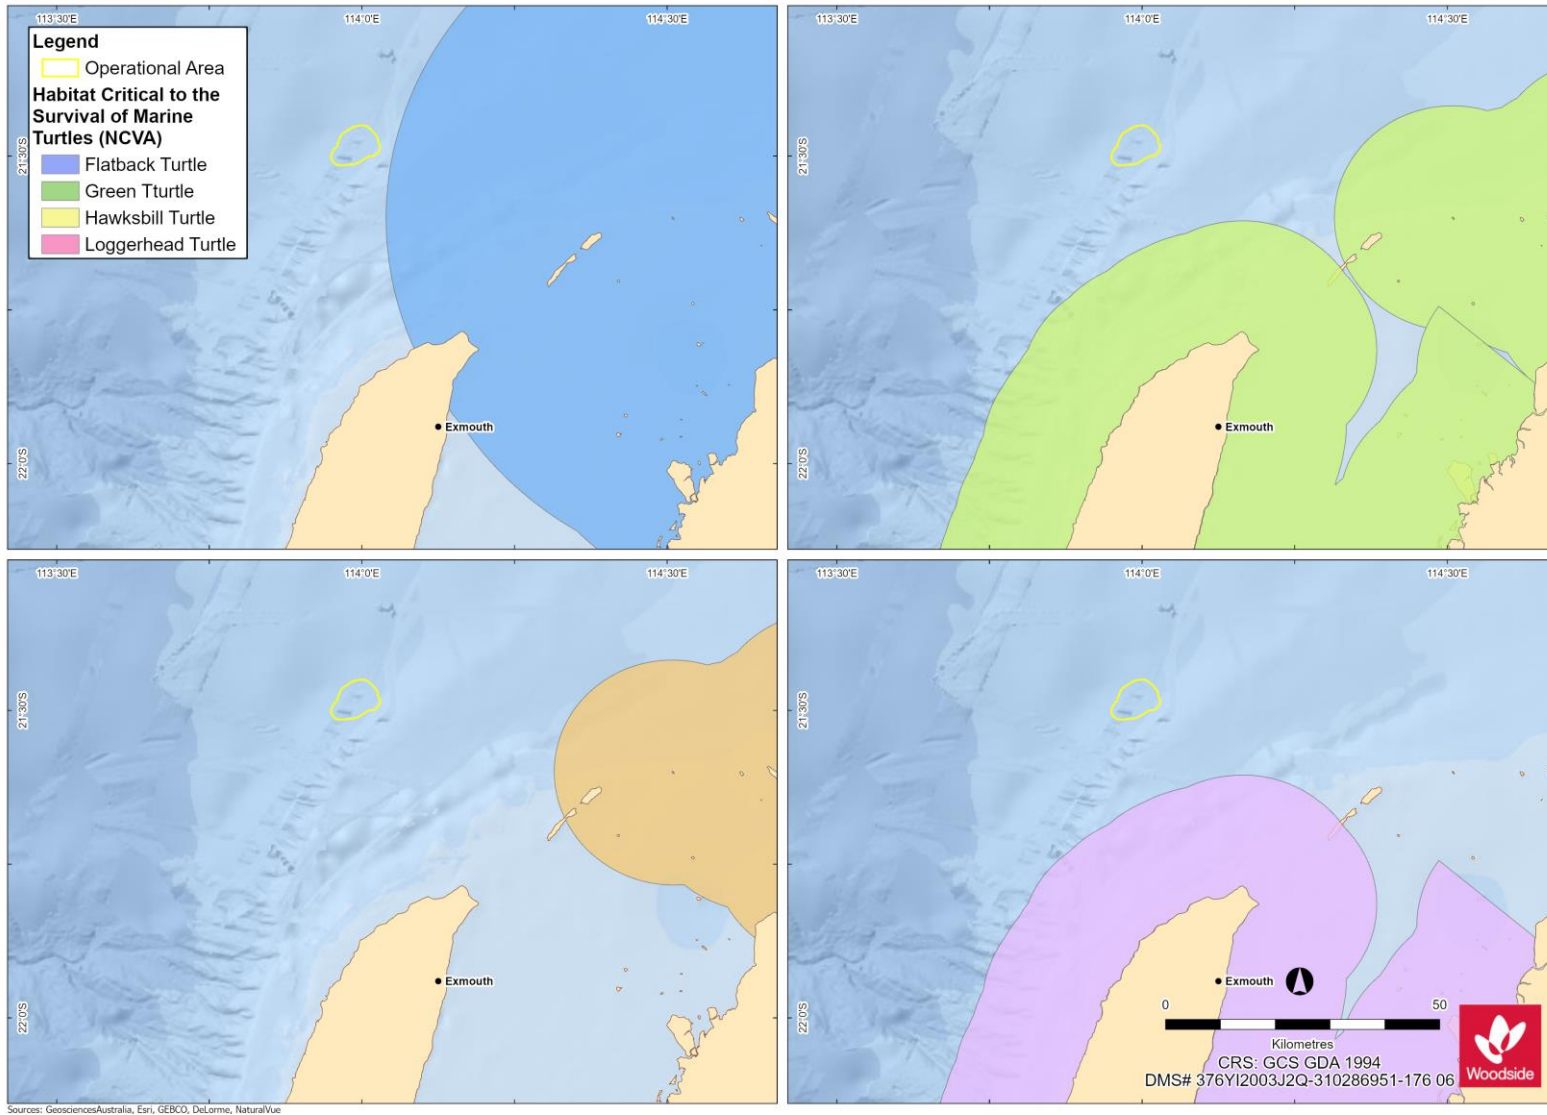 113°30'E
114°0'E
114°30'E
Legend
Operational Area
Habitat Critical to the
Survival of Marine
Turtles (NCVA)
Flatback Turtle
Green Tturtle
Hawksbill Turtle
Loggerhead Turtle
21°30'S
22°0'S
Exmouth
113°30'E
114°0'E
114°30'E
21°30'S
22°0'S
Exmouth
113°30'E
114°0'E
114°30'E
21°30'S
22°0'S
Exmouth
113°30'E
114°0'E
114°30'E
21°30'S
22°0'S
Exmouth
0 50
Kilometres
CRS: GCS GDA 1994
DMS# 376YI2003J2Q-310286951-176 06
Woodside
Sources: GeosciencesAustralia, Esri, GEBCO, DeLorme, NaturalVue